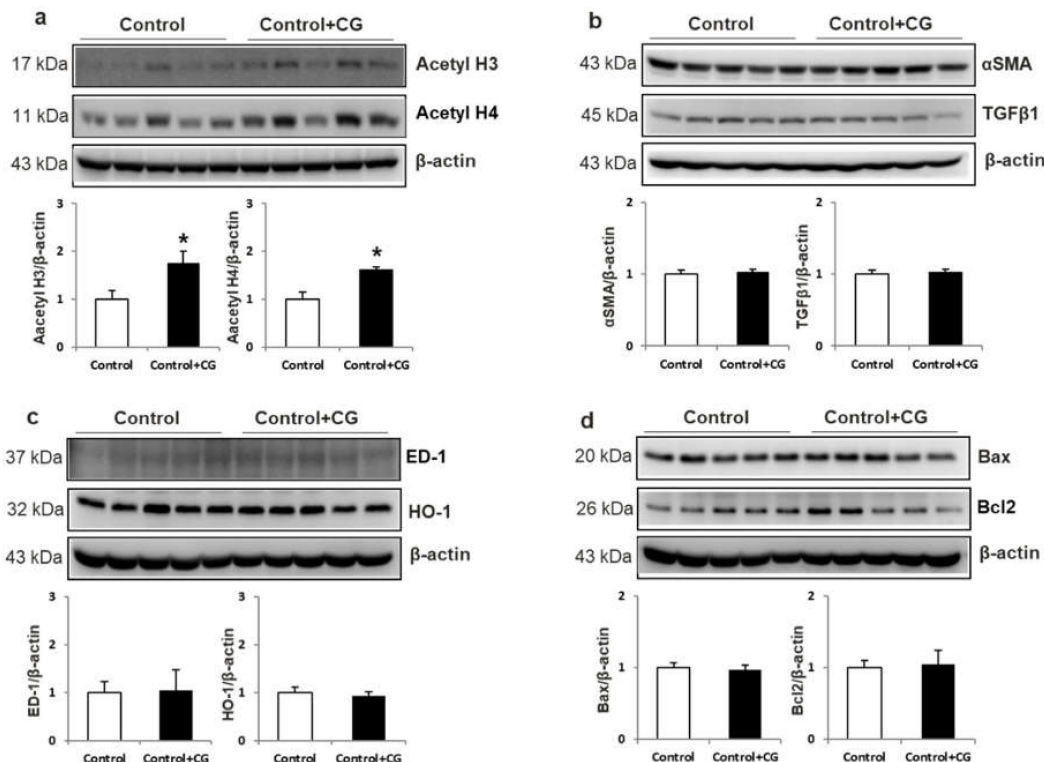 a
Control Control+CG
17 kDa Acetyl H3
11 kDa Acetyl H4
43 kDa β-actin
Aacetyl H3/β-actin
3
2
1
0
*
Control Control+CG
Aacetyl H4/β-actin
3
2
1
0
*
Control Control+CG
b
Control Control+CG
43 kDa αSMA
45 kDa TGFβ1
43 kDa β-actin
αSMA/β-actin
2
1
0
Control Control+CG
TGFβ1/β-actin
2
1
0
Control Control+CG
c
Control Control+CG
37 kDa ED-1
32 kDa HO-1
43 kDa β-actin
ED-1/β-actin
3
2
1
0
Control Control+CG
HO-1/β-actin
3
2
1
0
Control Control+CG
d
Control Control+CG
20 kDa Bax
26 kDa Bcl2
43 kDa β-actin
Bax/β-actin
2
1
0
Control Control+CG
Bcl2/β-actin
2
1
0
Control Control+CG